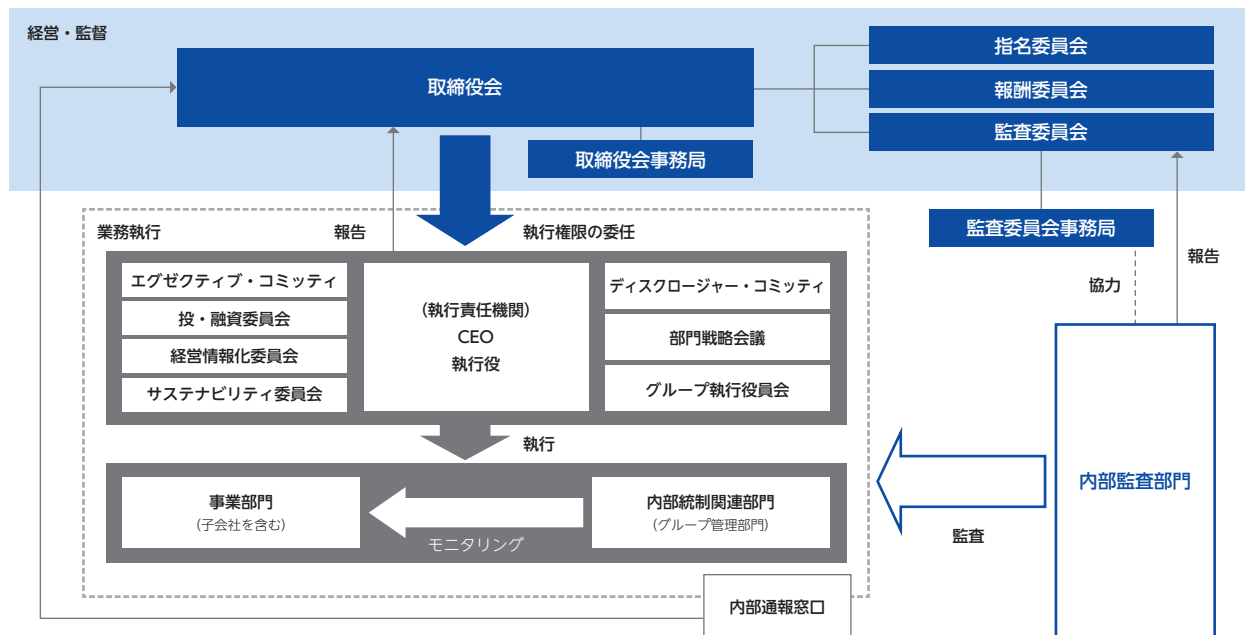 経営・監督
取締役会
指名委員会
報酬委員会
監査委員会
取締役会事務局
監査委員会事務局
業務執行
報告
執行権限の委任
報告
協力
エグゼクティブ・コミッティ
投・融資委員会
経営情報化委員会
サステナビリティ委員会
(執行責任機関)
CEO
執行役
ディスクロージャー・コミッティ
部門戦略会議
グループ執行役員会
執行
事業部門
(子会社を含む)
モニタリング
内部統制関連部門
(グループ管理部門)
監査
内部監査部門
内部通報窓口